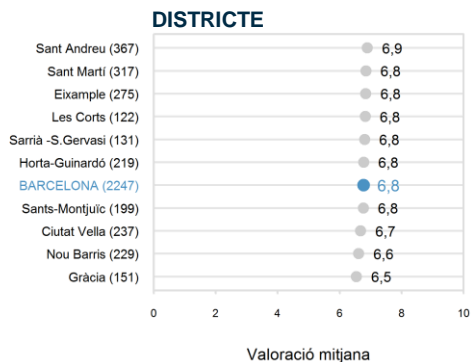 DISTRICTE
Sant Andreu (367) 6,9
Sant Martí (317) 6,8
Eixample (275) 6,8
Les Corts (122) 6,8
Sarrià -S.Gervasi (131) 6,8
Horta-Guinardó (219) 6,8
BARCELONA (2247) 6,8
Sants-Montjuïc (199) 6,8
Ciutat Vella (237) 6,7
Nou Barris (229) 6,6
Gràcia (151) 6,5
0 2 4 6 8 10
Valoració mitjana